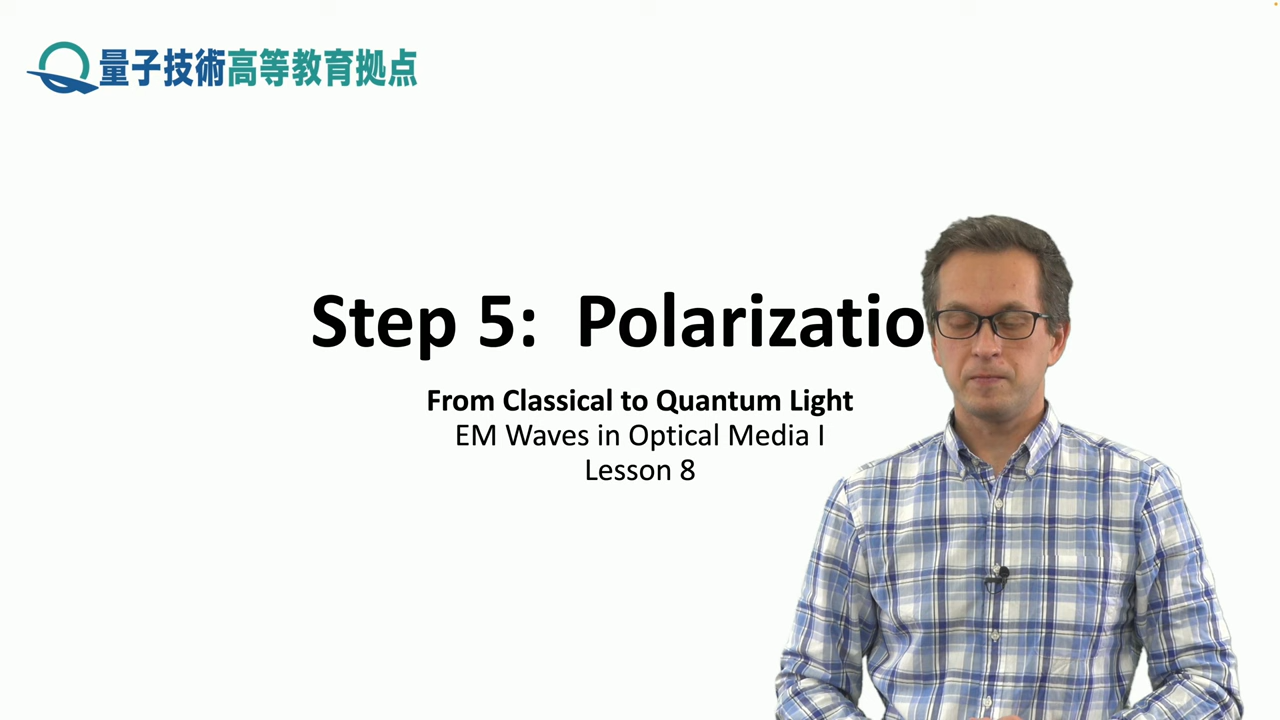 量子技術高等教育拠点
Step 5: Polarizatio
From Classical to Quantum Light
EM Waves in Optical Media I
Lesson 8